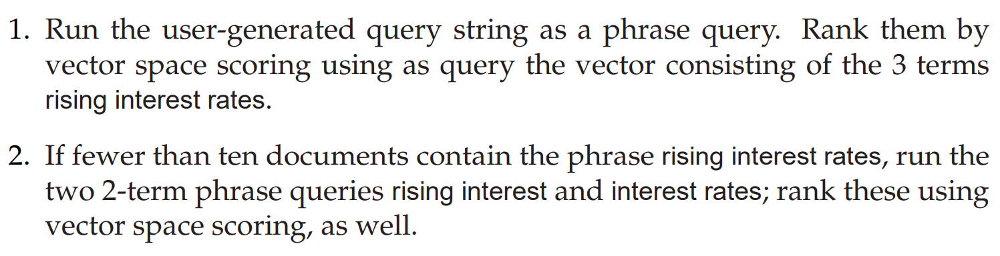 1. Run the user-generated query string as a phrase query. Rank them by
vector space scoring using as query the vector consisting of the 3 terms
rising interest rates.
2. If fewer than ten documents contain the phrase rising interest rates, run the
two 2-term phrase queries rising interest and interest rates; rank these using
vector space scoring, as well.